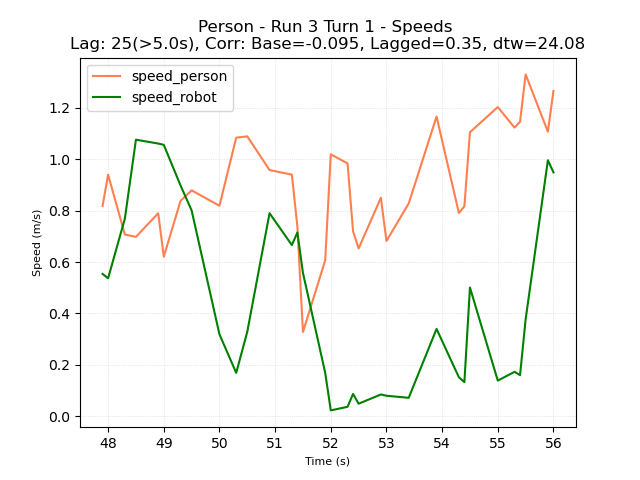 Person - Run 3 Turn 1 - Speeds
Lag: 25(>5.0s), Corr: Base=-0.095, Lagged=0.35, dtw=24.08
speed_person
speed_robot
Speed (m/s)
1.2
1.0
0.8
0.6
0.4
0.2
0.0
48 49 50 51 52 53 54 55 56
Time (s)